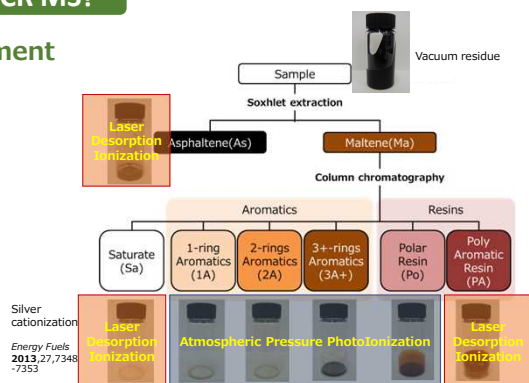 CR MS?
ment
Vacuum residue
Sample
Soxhlet extraction
Laser
Desorption
Ionization
Asphaltene(As)
Maltene(Ma)
Column chromatography
Aromatics
Resins
Saturate
(Sa)
1-ring
Aromatics
(1A)
2-rings
Aromatics
(2A)
3+-rings
Aromatics
(3A+)
Polar
Resin
(Po)
Poly
Aromatic
Resin
(PA)
Silver
cationization
Energy Fuels
2013,27,7348
-7353
Laser
Desorption
Ionization
Atmospheric Pressure PhotoIonization
Laser
Desorption
Ionization